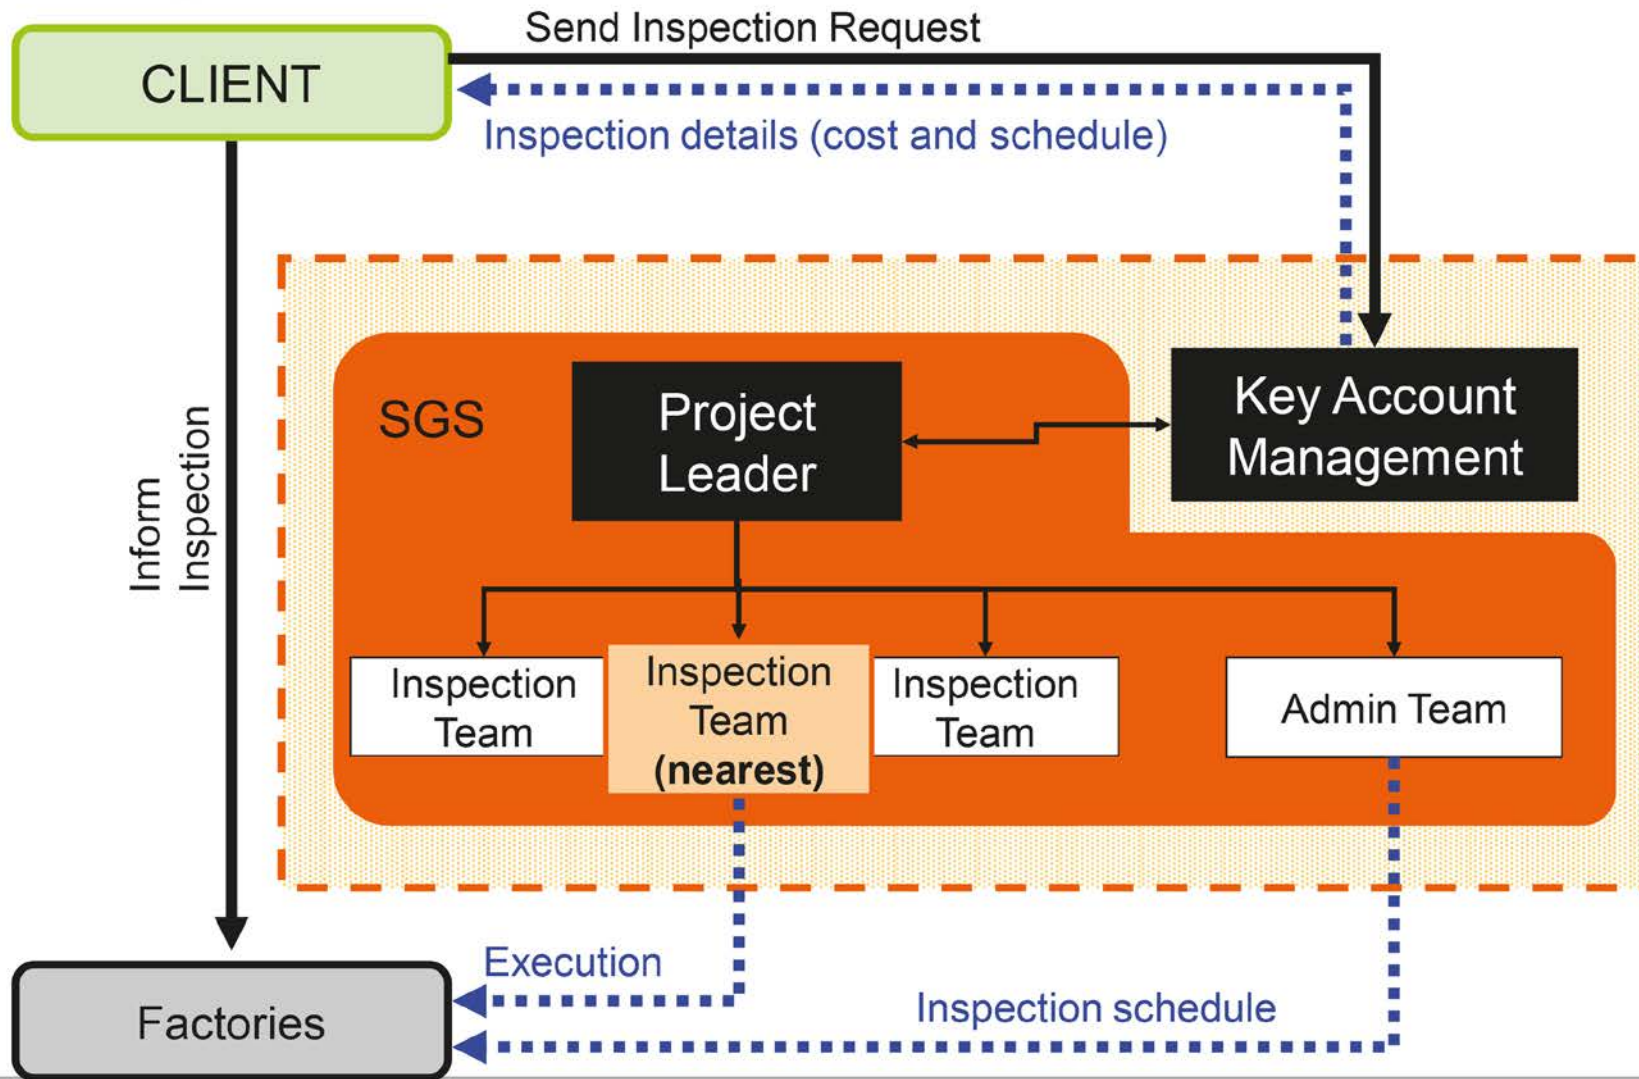 Send Inspection Request
CLIENT
Inspection details (cost and schedule)
Inform
Inspection
SGS
Project
Leader
Key Account
Management
Inspection
Team
Inspection
Team
(nearest)
Inspection
Team
Admin Team
Execution
Inspection schedule
Factories